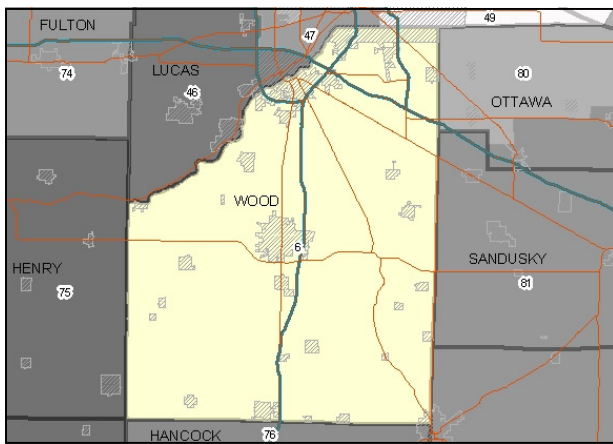 FULTON
49
47
74
LUCAS
80
46
OTTAWA
WOOD
6
SANDUSKY
HENRY
75
81
HANCOCK
76